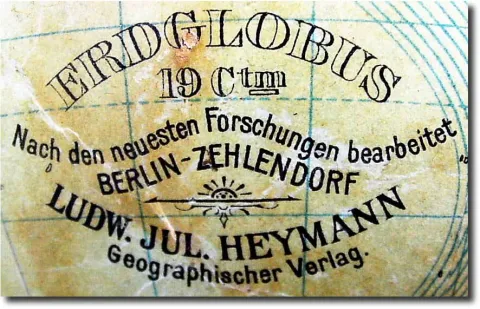 ERDGLOBUS
19 Ctm
Nach den neuesten Forschungen bearbeitet
BERLIN-ZEHLENDORF
LUDW. JUL. HEYMANN
Geographischer Verlag.